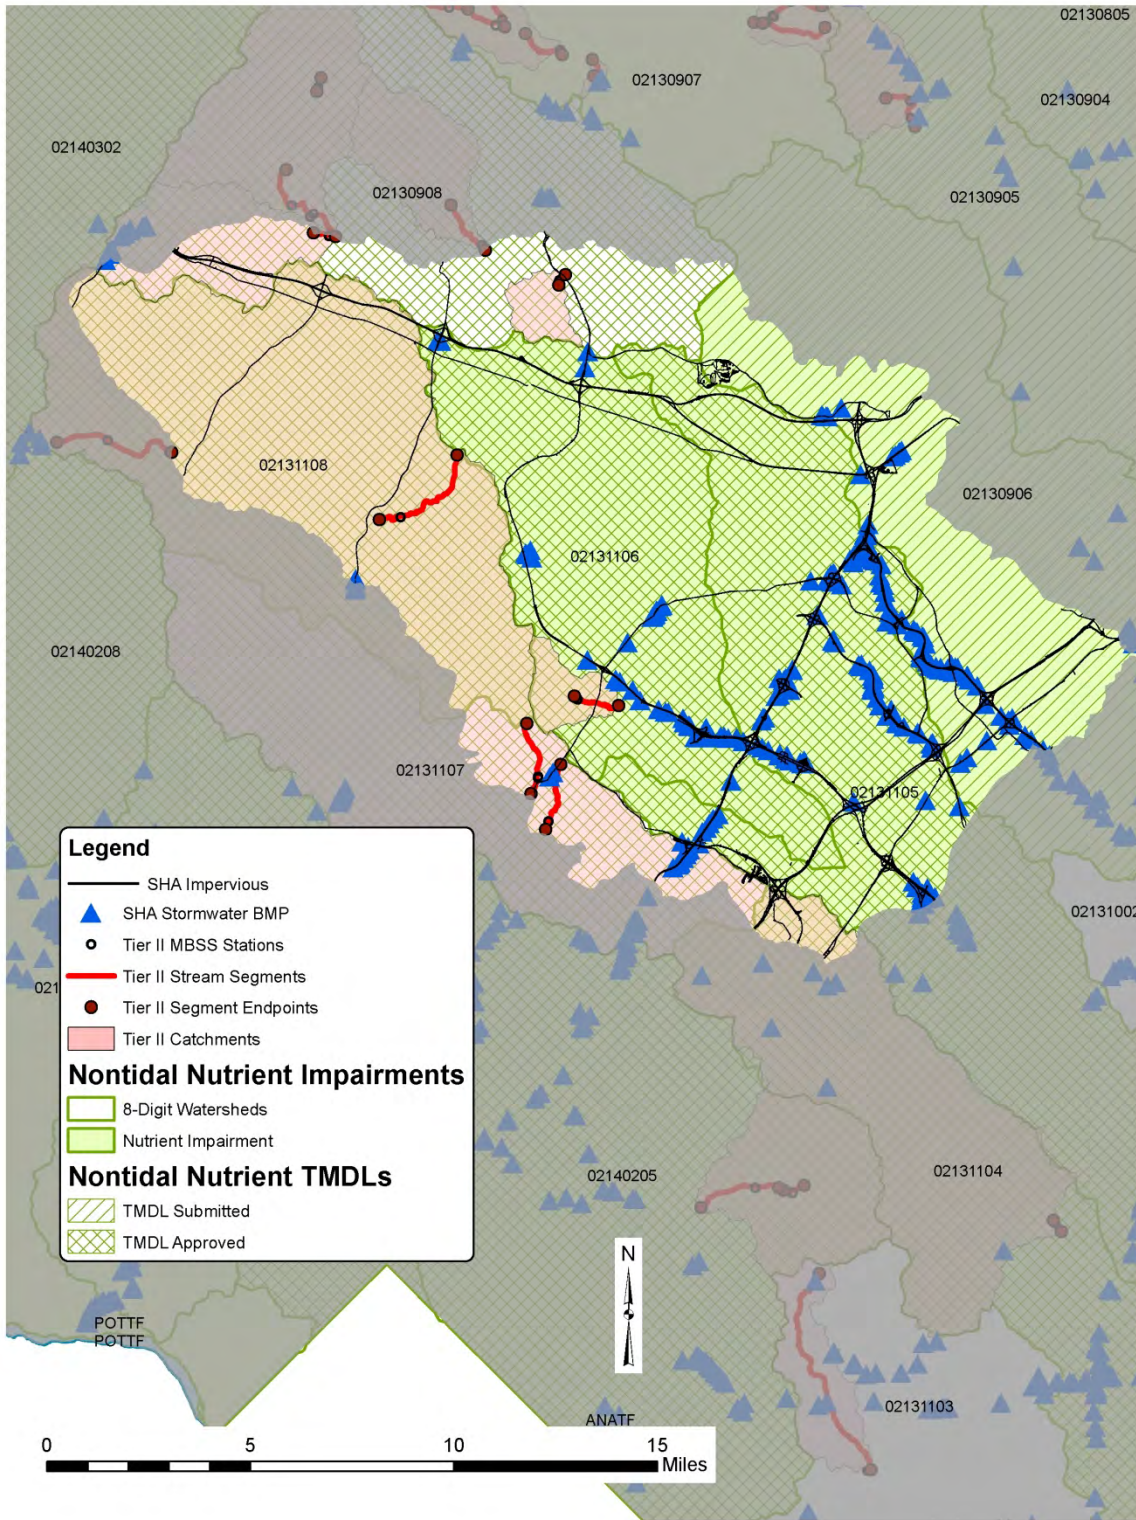 02130805
02130907
02130904
02140302
02130908
02130905
02131108
02130906
02131106
02140208
02131107
02131105
Legend
SHA Impervious
SHA Stormwater BMP
02131002
Tier II MBSS Stations
Tier II Stream Segments
02
Tier II Segment Endpoints
Tier II Catchments
Nontidal Nutrient Impairments
8-Digit Watersheds
Nutrient Impairment
Nontidal Nutrient TMDLs
02140205
02131104
TMDL Submitted
TMDL Approved
N
POTTF
POTTF
02131103
ANATF
0 5 10 15
Miles